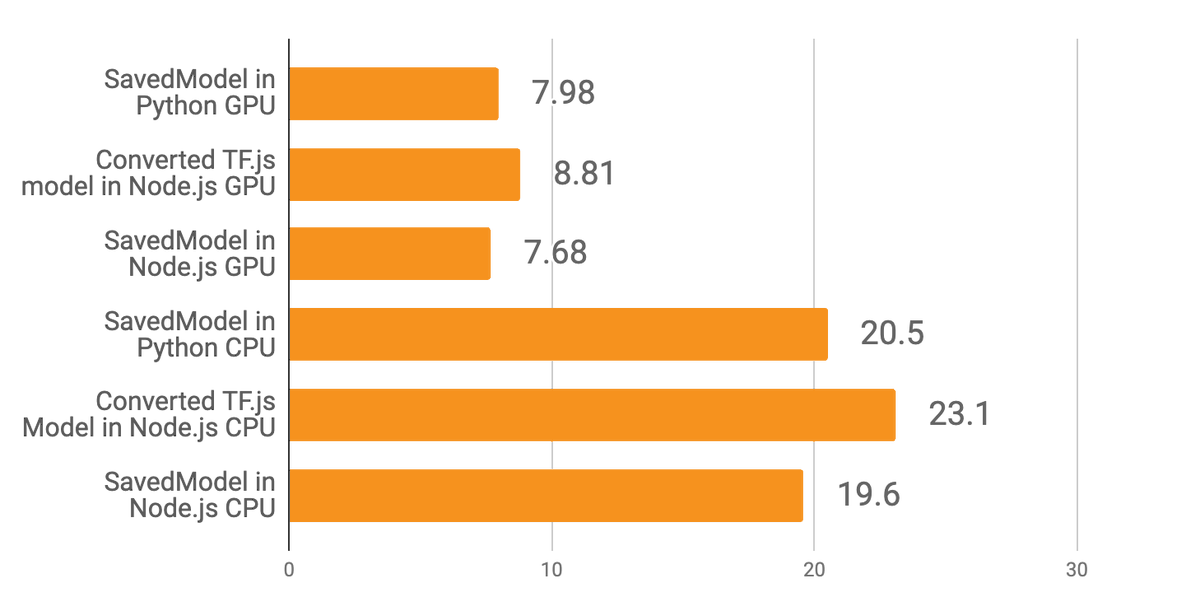 SavedModel in
Python GPU
7.98
Converted TF.js
model in Node.js GPU
8.81
SavedModel in
Node.js GPU
7.68
SavedModel in
Python CPU
20.5
Converted TF.js
Model in Node.js CPU
23.1
SavedModel in
Node.js CPU
19.6
0
10
20
30